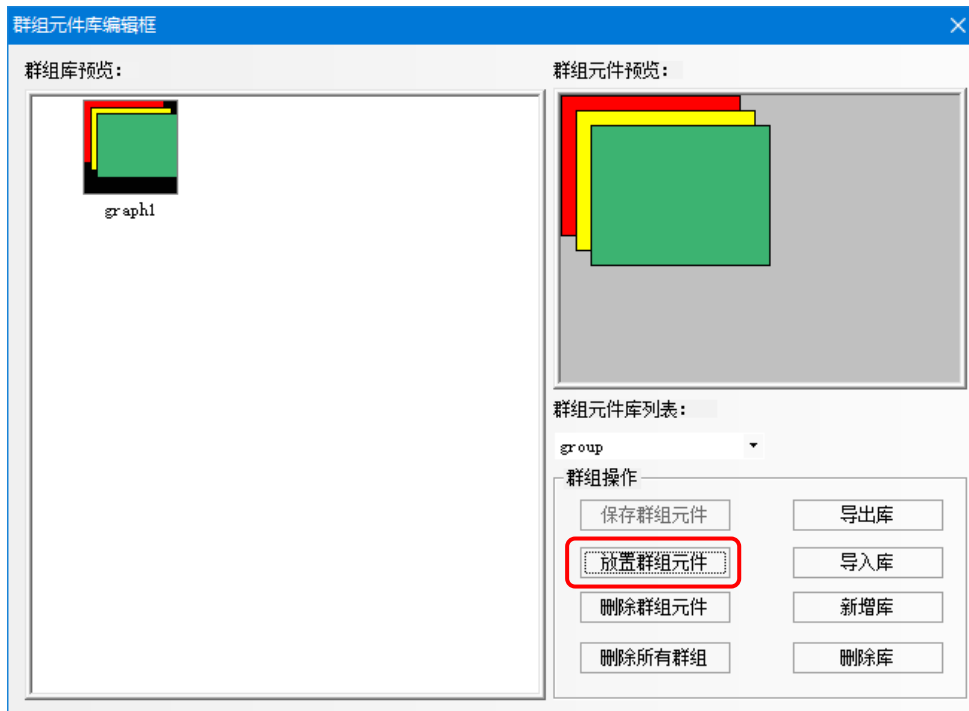 群组元件库编辑框
群组库预览：
群组元件预览：
graph1
群组元件库列表：
group
群组操作
保存群组元件
导出库
放置群组元件
导入库
删除群组元件
新增库
删除所有群组
删除库